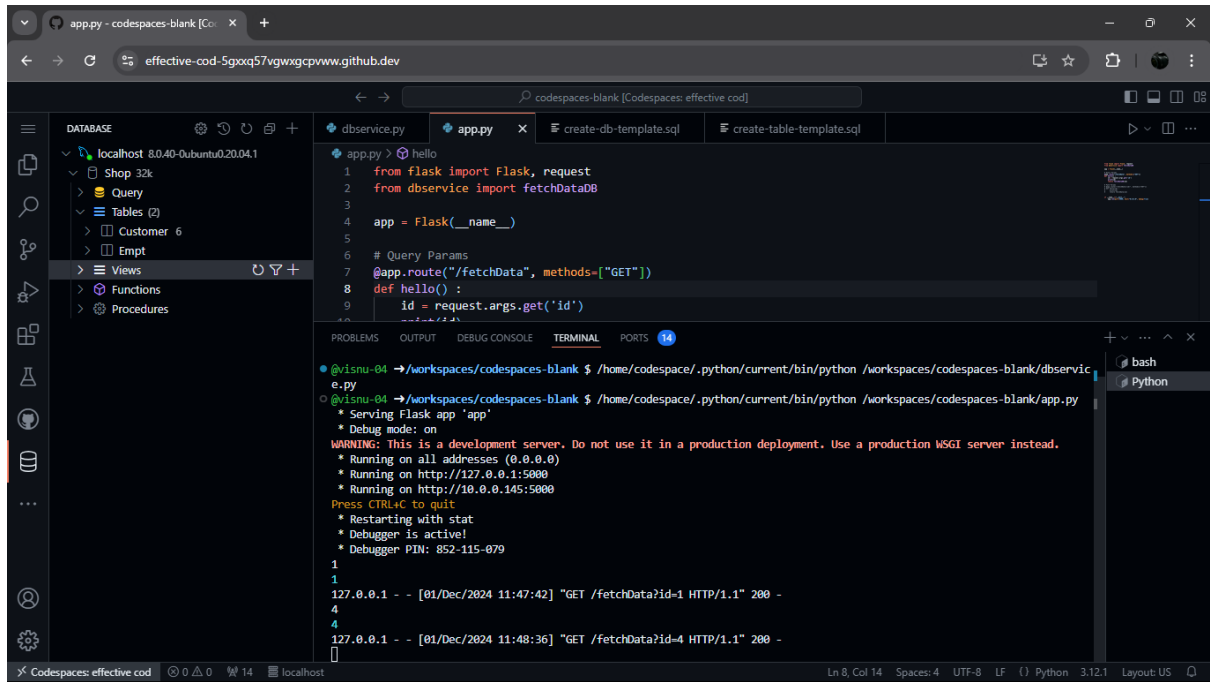 app.py - codespaces-blank [Co
effective-cod-5gxxq57vgwxgcpvww.github.dev
codespaces-blank [Codespaces: effective cod]
DATABASE
dbservice.py
app.py
create-db-template.sql
create-table-template.sql
localhost 8.0.40-0ubuntu0.20.04.1
Shop 32k
Query
Tables (2)
Customer 6
Empt
Views
Functions
Procedures
app.py > hello
1 from flask import Flask, request
2 from dbservice import fetchDataDB
3
4 app = Flask(__name__)
5
6 # Query Params
7 @app.route("/fetchData", methods=["GET"])
8 def hello() :
9 id = request.args.get('id')
10 print(id)
PROBLEMS OUTPUT DEBUG CONSOLE TERMINAL PORTS 14
bash
Python
@visnu-04 →/workspaces/codespaces-blank $ /home/codespace/.python/current/bin/python /workspaces/codespaces-blank/dbservic
e.py
@visnu-04 →/workspaces/codespaces-blank $ /home/codespace/.python/current/bin/python /workspaces/codespaces-blank/app.py
* Serving Flask app 'app'
* Debug mode: on
WARNING: This is a development server. Do not use it in a production deployment. Use a production WSGI server instead.
* Running on all addresses (0.0.0.0)
* Running on http://127.0.0.1:5000
* Running on http://10.0.0.145:5000
Press CTRL+C to quit
* Restarting with stat
* Debugger is active!
* Debugger PIN: 852-115-079
1
1
127.0.0.1 - - [01/Dec/2024 11:47:42] "GET /fetchData?id=1 HTTP/1.1" 200 -
4
4
127.0.0.1 - - [01/Dec/2024 11:48:36] "GET /fetchData?id=4 HTTP/1.1" 200 -
Codespaces: effective cod 0 0 14 localhost
Ln 8, Col 14 Spaces: 4 UTF-8 LF {} Python 3.12.1 Layout: US